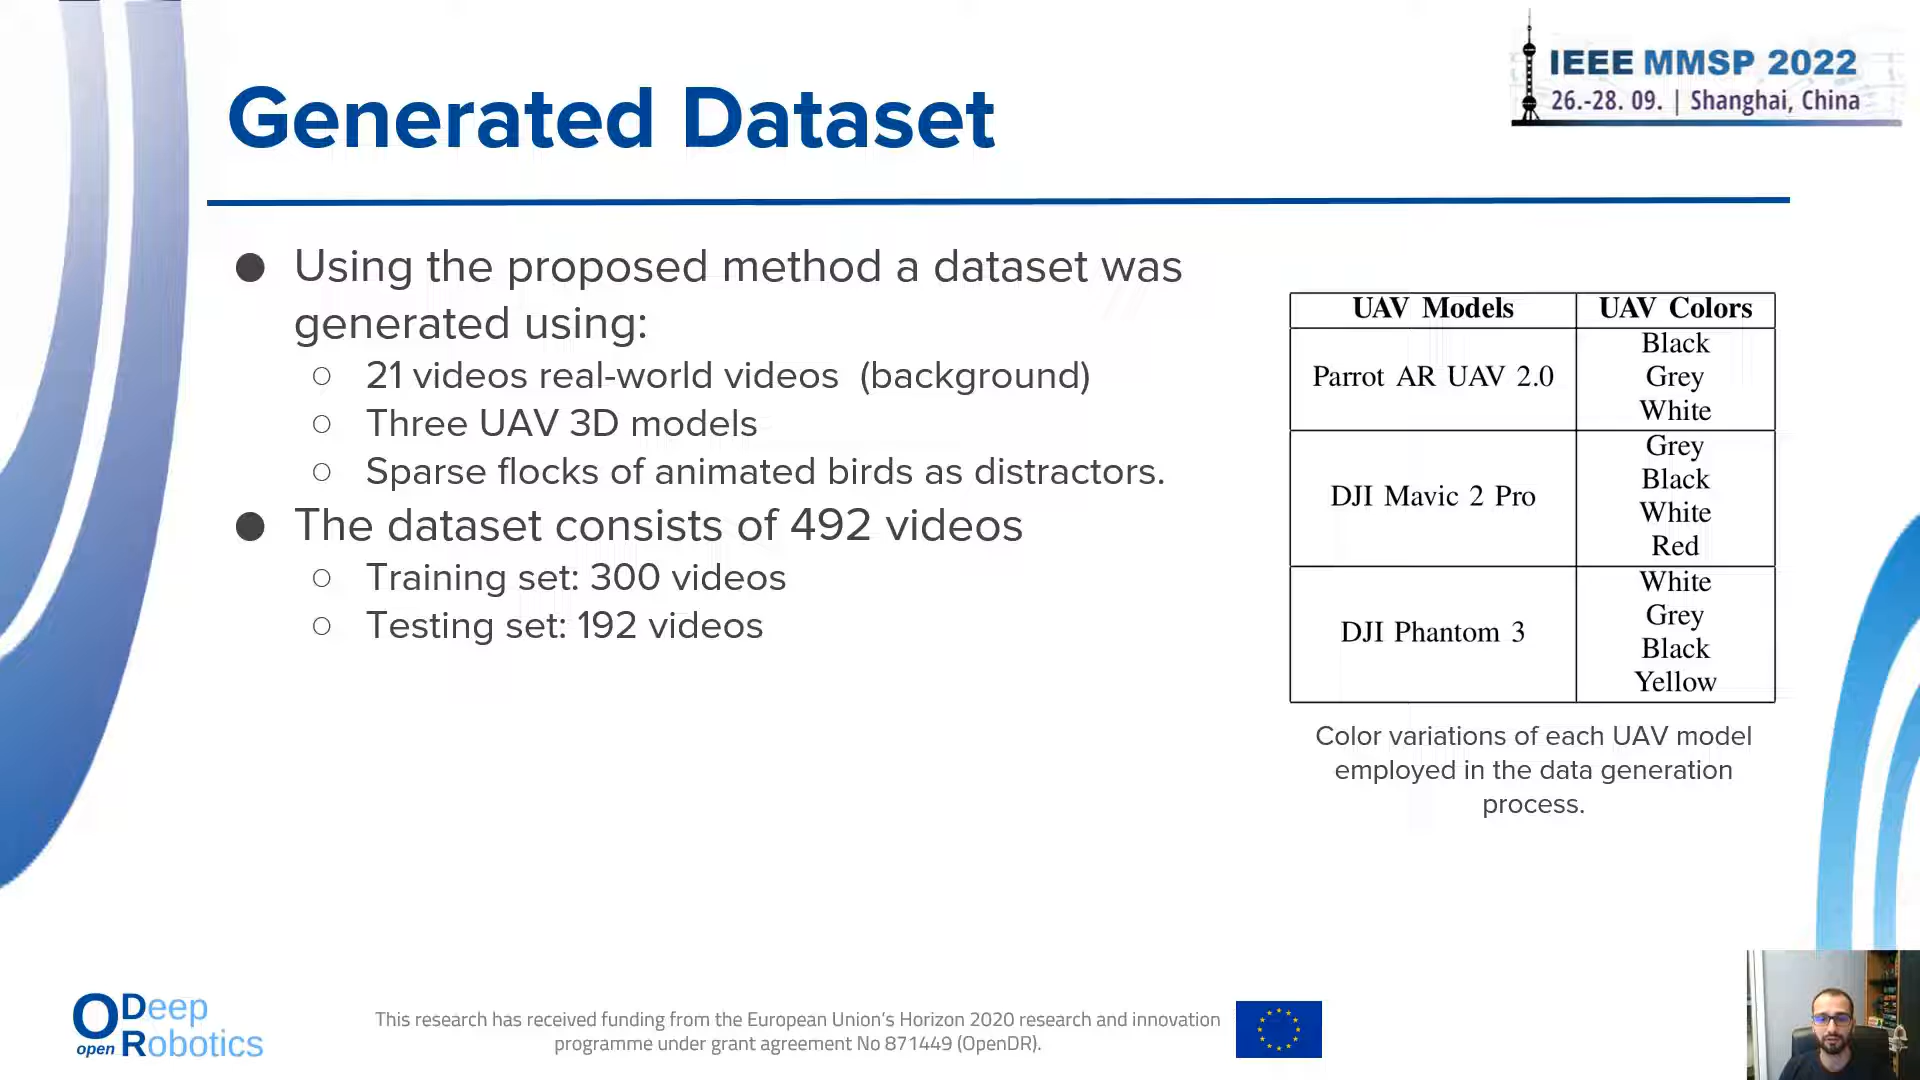 IEEE MMSP 2022
26.-28. 09. | Shanghai, China
Generated Dataset
● Using the proposed method a dataset was
generated using:
○ 21 videos real-world videos (background)
○ Three UAV 3D models
○ Sparse flocks of animated birds as distractors.
● The dataset consists of 492 videos
○ Training set: 300 videos
○ Testing set: 192 videos
UAV Models UAV Colors
Parrot AR UAV 2.0
Black
Grey
White
DJI Mavic 2 Pro
Grey
Black
White
Red
DJI Phantom 3
White
Grey
Black
Yellow
Color variations of each UAV model
employed in the data generation
process.
open Deep
Robotics
This research has received funding from the European Union's Horizon 2020 research and innovation
programme under grant agreement No 871449 (OpenDR).